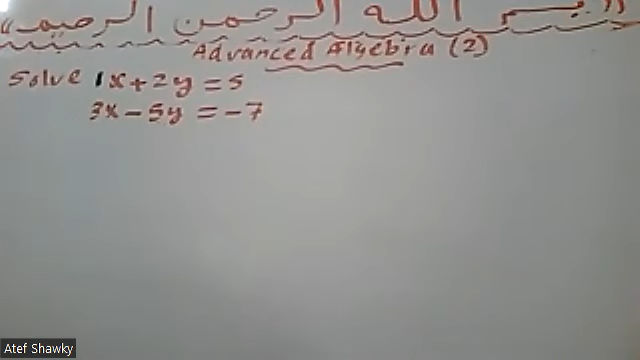 « بسم الله الرحمن الرحيم »
Advanced Algebra (2)
Solve 1x + 2y = 5
3x - 5y = -7
Atef Shawky